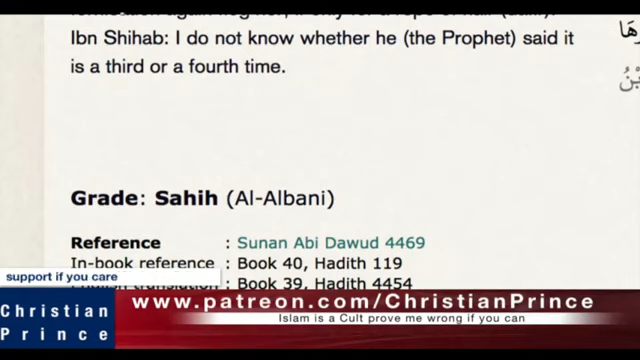 Ibn Shihab: I do not know whether he (the Prophet) said it
is a third or a fourth time.
Grade: Sahih (Al-Albani)
Reference : Sunan Abi Dawud 4469
In-book reference : Book 40, Hadith 119
: Book 39, Hadith 4454
support if you care
Christian
Prince
www.patreon.com/ChristianPrince
Islam is a Cult prove me wrong if you can